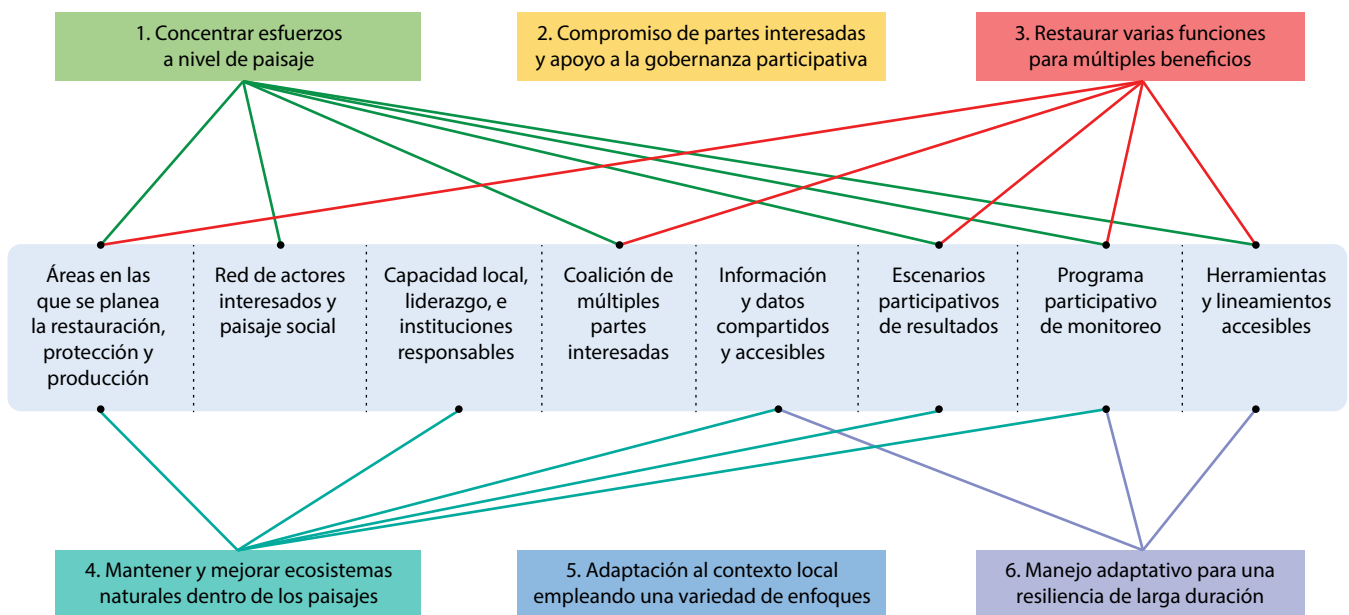 1. Concentrar esfuerzos
a nivel de paisaje
2. Compromiso de partes interesadas
y apoyo a la gobernanza participativa
3. Restaurar varias funciones
para múltiples beneficios
Áreas en las
que se planea
la restauración,
protección y
producción
Red de actores
interesados y
paisaje social
Capacidad local,
liderazgo, e
instituciones
responsables
Coalición de
múltiples
partes
interesadas
Información
y datos
compartidos
y accesibles
Escenarios
participativos
de resultados
Programa
participativo
de monitoreo
Herramientas
y lineamientos
accesibles
4. Mantener y mejorar ecosistemas
naturales dentro de los paisajes
5. Adaptación al contexto local
empleando una variedad de enfoques
6. Manejo adaptativo para una
resiliencia de larga duración